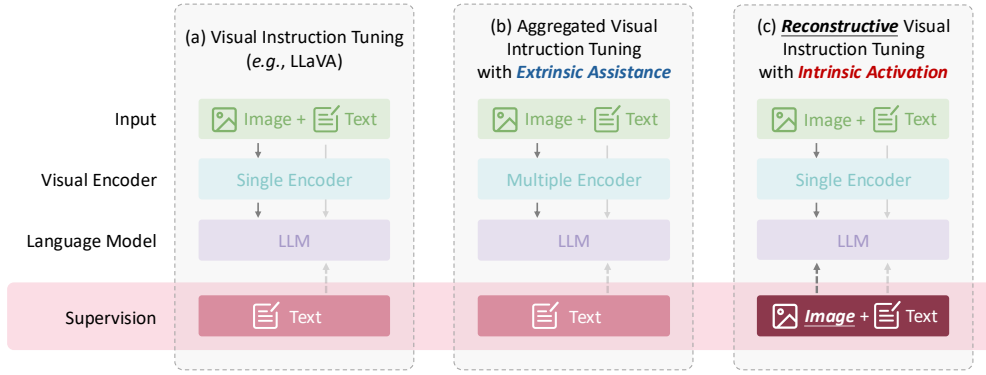 (a) Visual Instruction Tuning
(e.g., LLaVA)
(b) Aggregated Visual
Intruction Tuning
with Extrinsic Assistance
(c) Reconstructive Visual
Instruction Tuning
with Intrinsic Activation
Input
Image + Text
Image + Text
Image + Text
Visual Encoder
Single Encoder
Multiple Encoder
Single Encoder
Language Model
LLM
LLM
LLM
Supervision
Text
Text
Image + Text